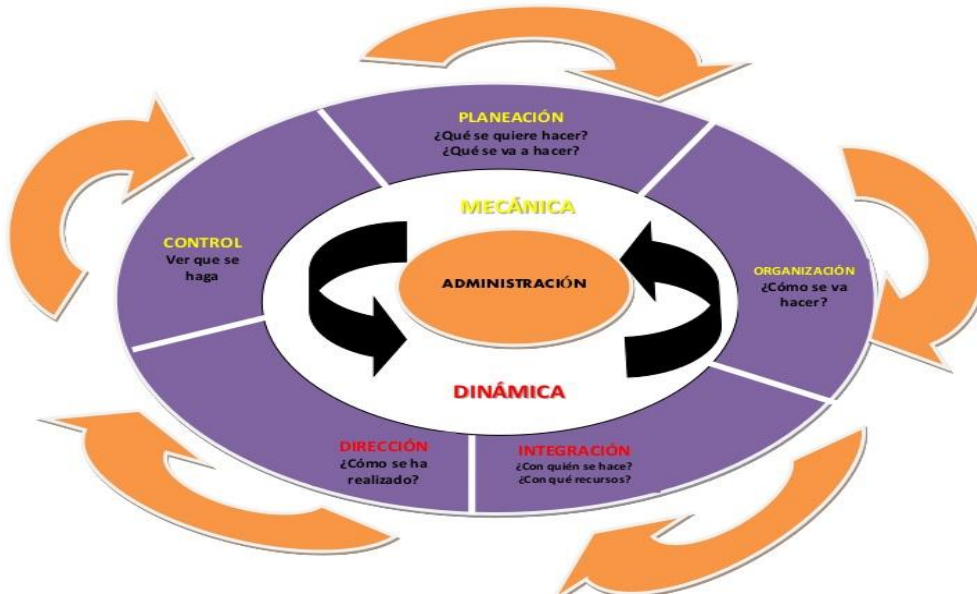 PLANEACIÓN
¿Qué se quiere hacer?
¿Qué se va a hacer?
MECÁNICA
CONTROL
Ver que se
haga
ADMINISTRACIÓN
ORGANIZACIÓN
¿Cómo se va
hacer?
DINÁMICA
DIRECCIÓN
¿Cómo se ha
realizado?
INTEGRACIÓN
¿Con quién se hace?
¿Con qué recursos?